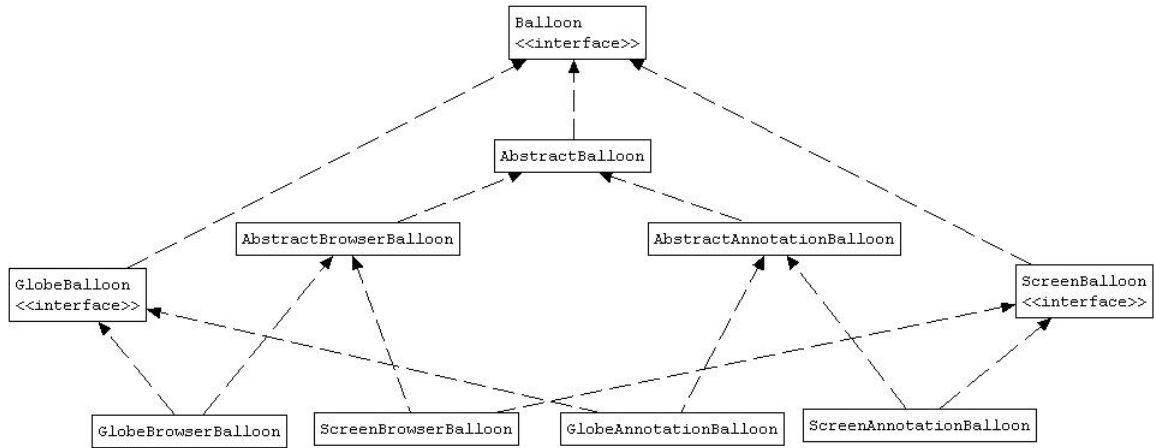 Balloon
<<interface>>
AbstractBalloon
AbstractBrowserBalloon
AbstractAnnotationBalloon
GlobeBalloon
<<interface>>
ScreenBalloon
<<interface>>
GlobeBrowserBalloon
ScreenBrowserBalloon
GlobeAnnotationBalloon
ScreenAnnotationBalloon